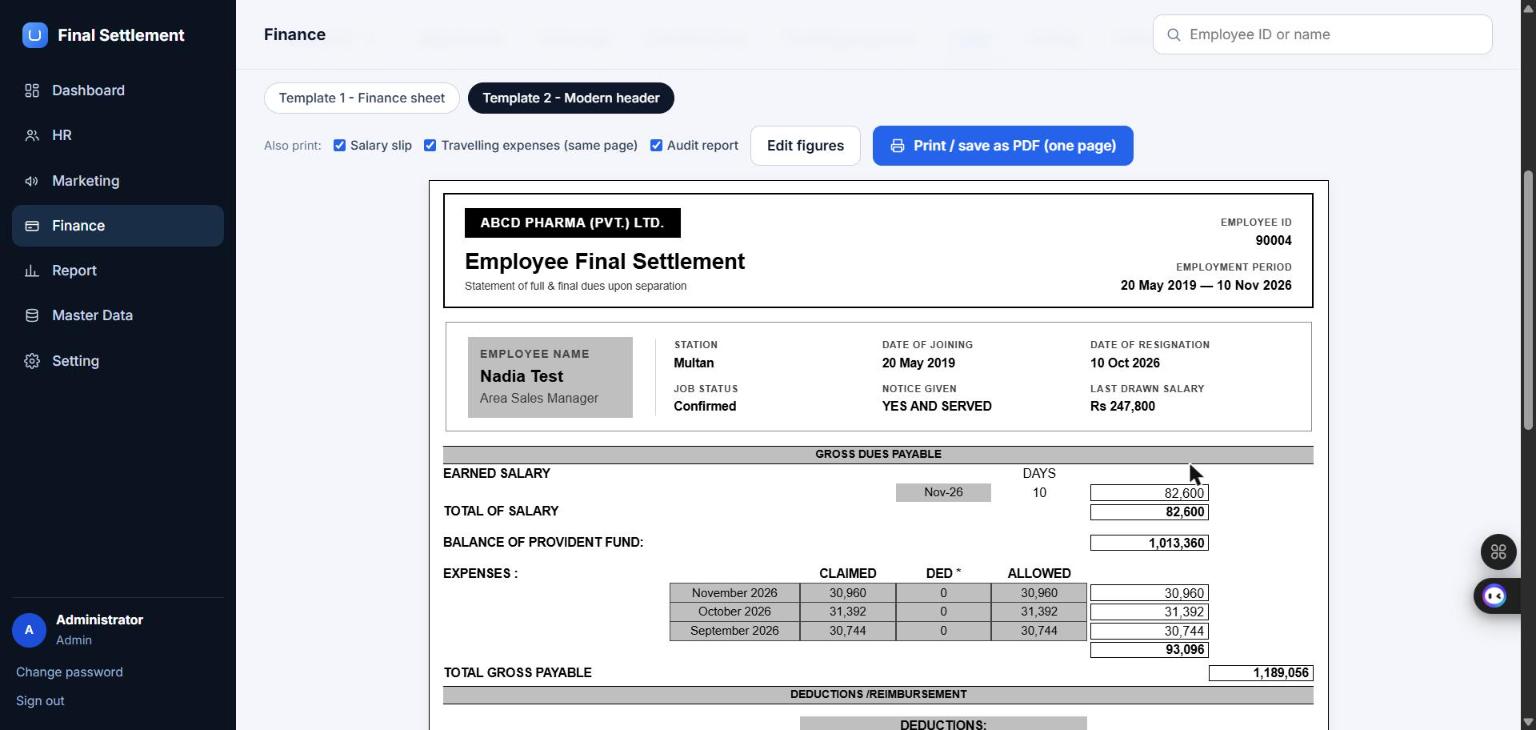 Final Settlement
Dashboard
HR
Marketing
Finance
Report
Master Data
Setting
A
Administrator
Admin
Change password
Sign out
Finance
Employee ID or name
Template 1 - Finance sheet
Template 2 - Modern header
Also print:
Salary slip
Travelling expenses (same page)
Audit report
Edit figures
Print / save as PDF (one page)
ABCD PHARMA (PVT.) LTD.
Employee Final Settlement
Statement of full & final dues upon separation
EMPLOYEE ID
90004
EMPLOYMENT PERIOD
20 May 2019 — 10 Nov 2026
EMPLOYEE NAME
Nadia Test
Area Sales Manager
STATION
Multan
DATE OF JOINING
20 May 2019
DATE OF RESIGNATION
10 Oct 2026
JOB STATUS
Confirmed
NOTICE GIVEN
YES AND SERVED
LAST DRAWN SALARY
Rs 247,800
GROSS DUES PAYABLE
EARNED SALARY DAYS
Nov-26 10 82,600
TOTAL OF SALARY 82,600
BALANCE OF PROVIDENT FUND: 1,013,360
EXPENSES : CLAIMED DED * ALLOWED
November 2026 30,960 0 30,960 30,960
October 2026 31,392 0 31,392 31,392
September 2026 30,744 0 30,744 30,744
93,096
TOTAL GROSS PAYABLE 1,189,056
DEDUCTIONS /REIMBURSEMENT
DEDUCTIONS: